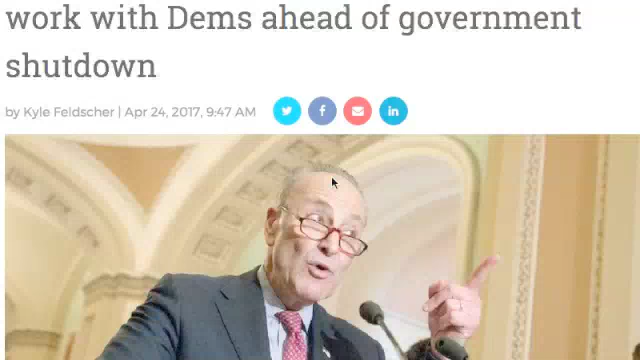 work with Dems ahead of government
shutdown
by Kyle Feldscher | Apr 24, 2017, 9:47 AM